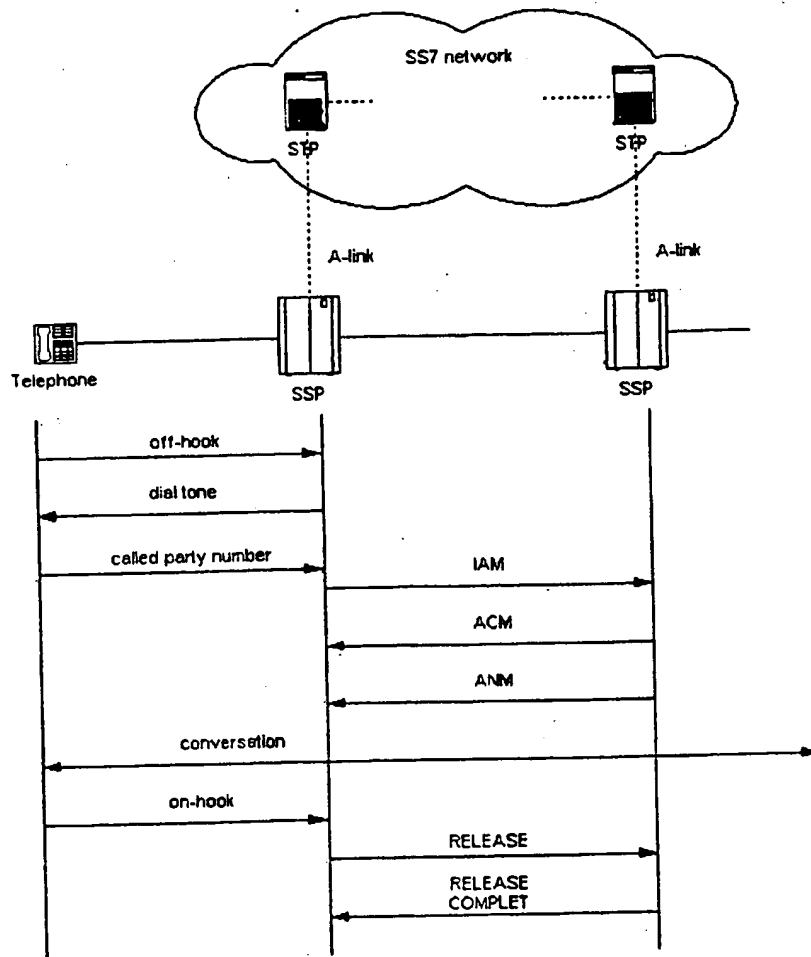 SS7 network
STP
STP
A-link
A-link
Telephone
SSP
SSP
off-hook
dial tone
called party number
IAM
ACM
ANM
conversation
on-hook
RELEASE
RELEASE
COMPLET